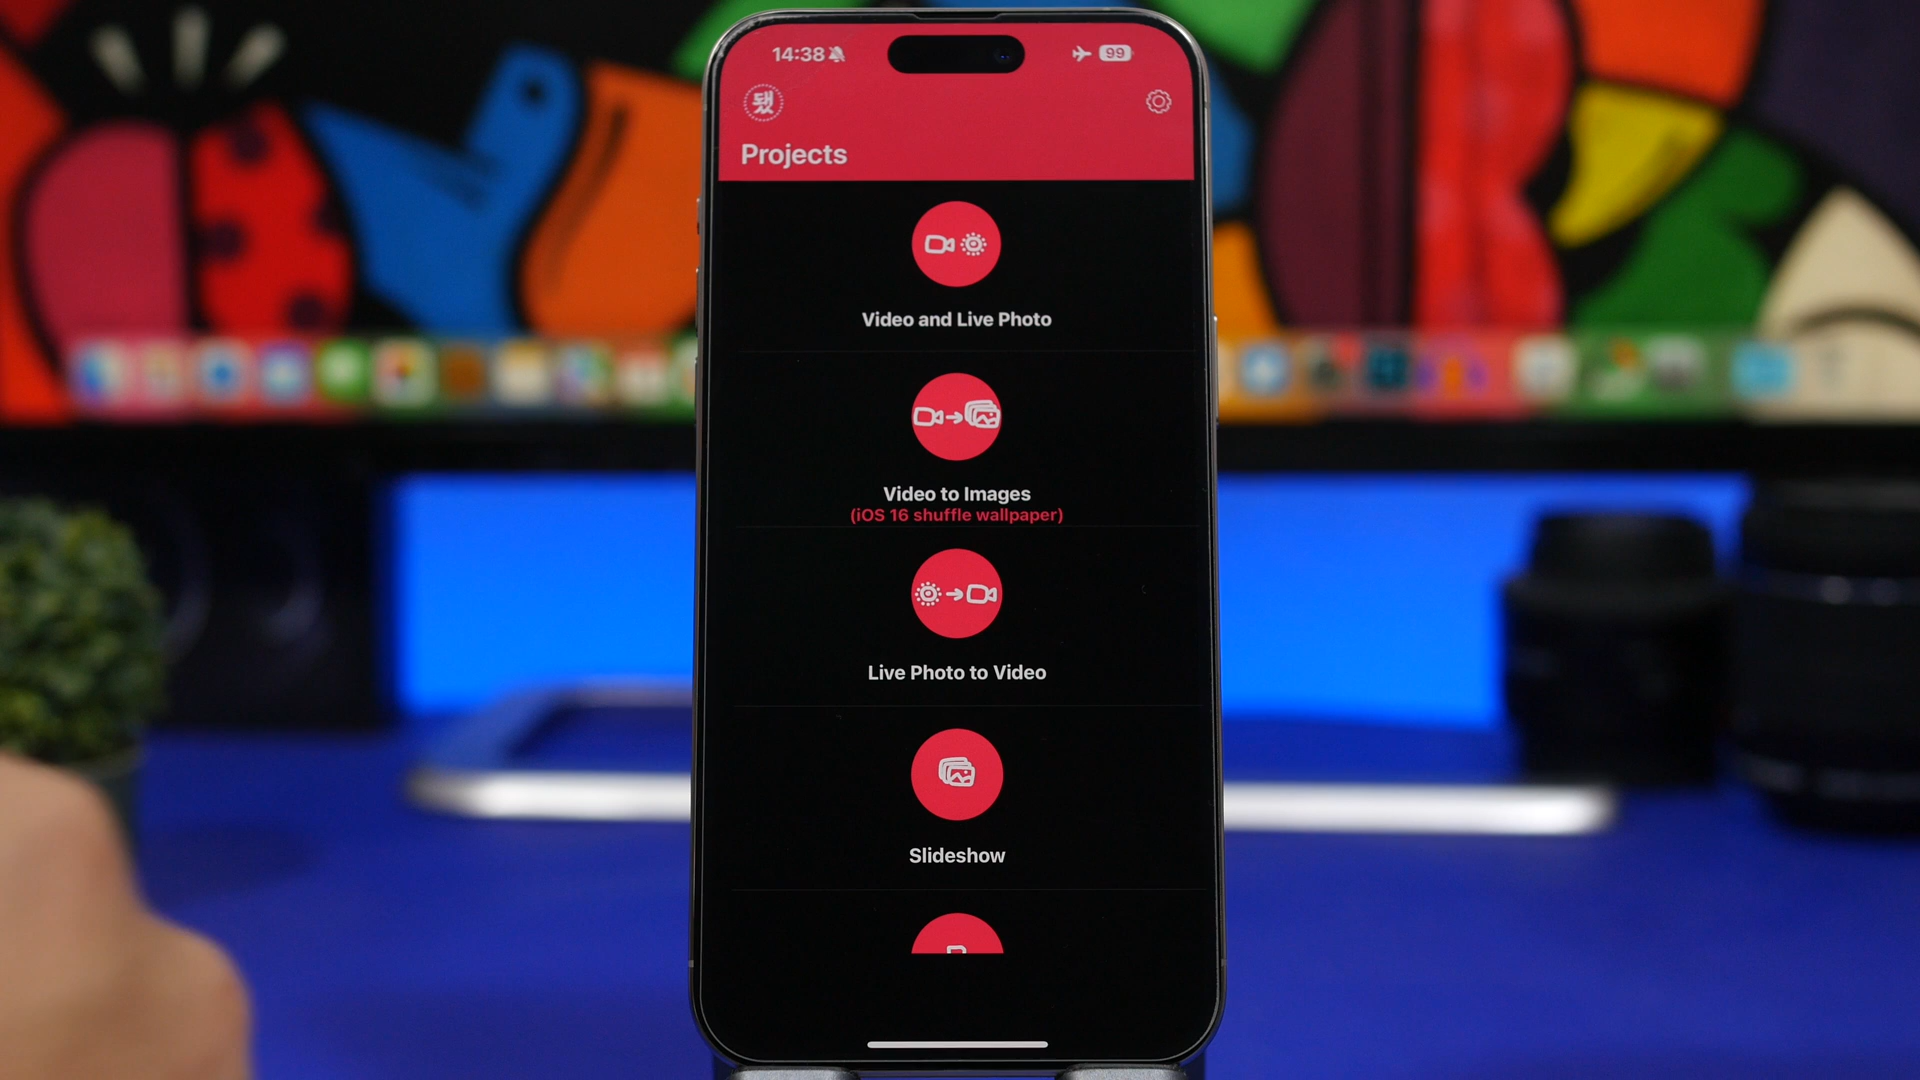 14:38
99
됐
Projects
Video and Live Photo
Video to Images
(iOS 16 shuffle wallpaper)
Live Photo to Video
Slideshow